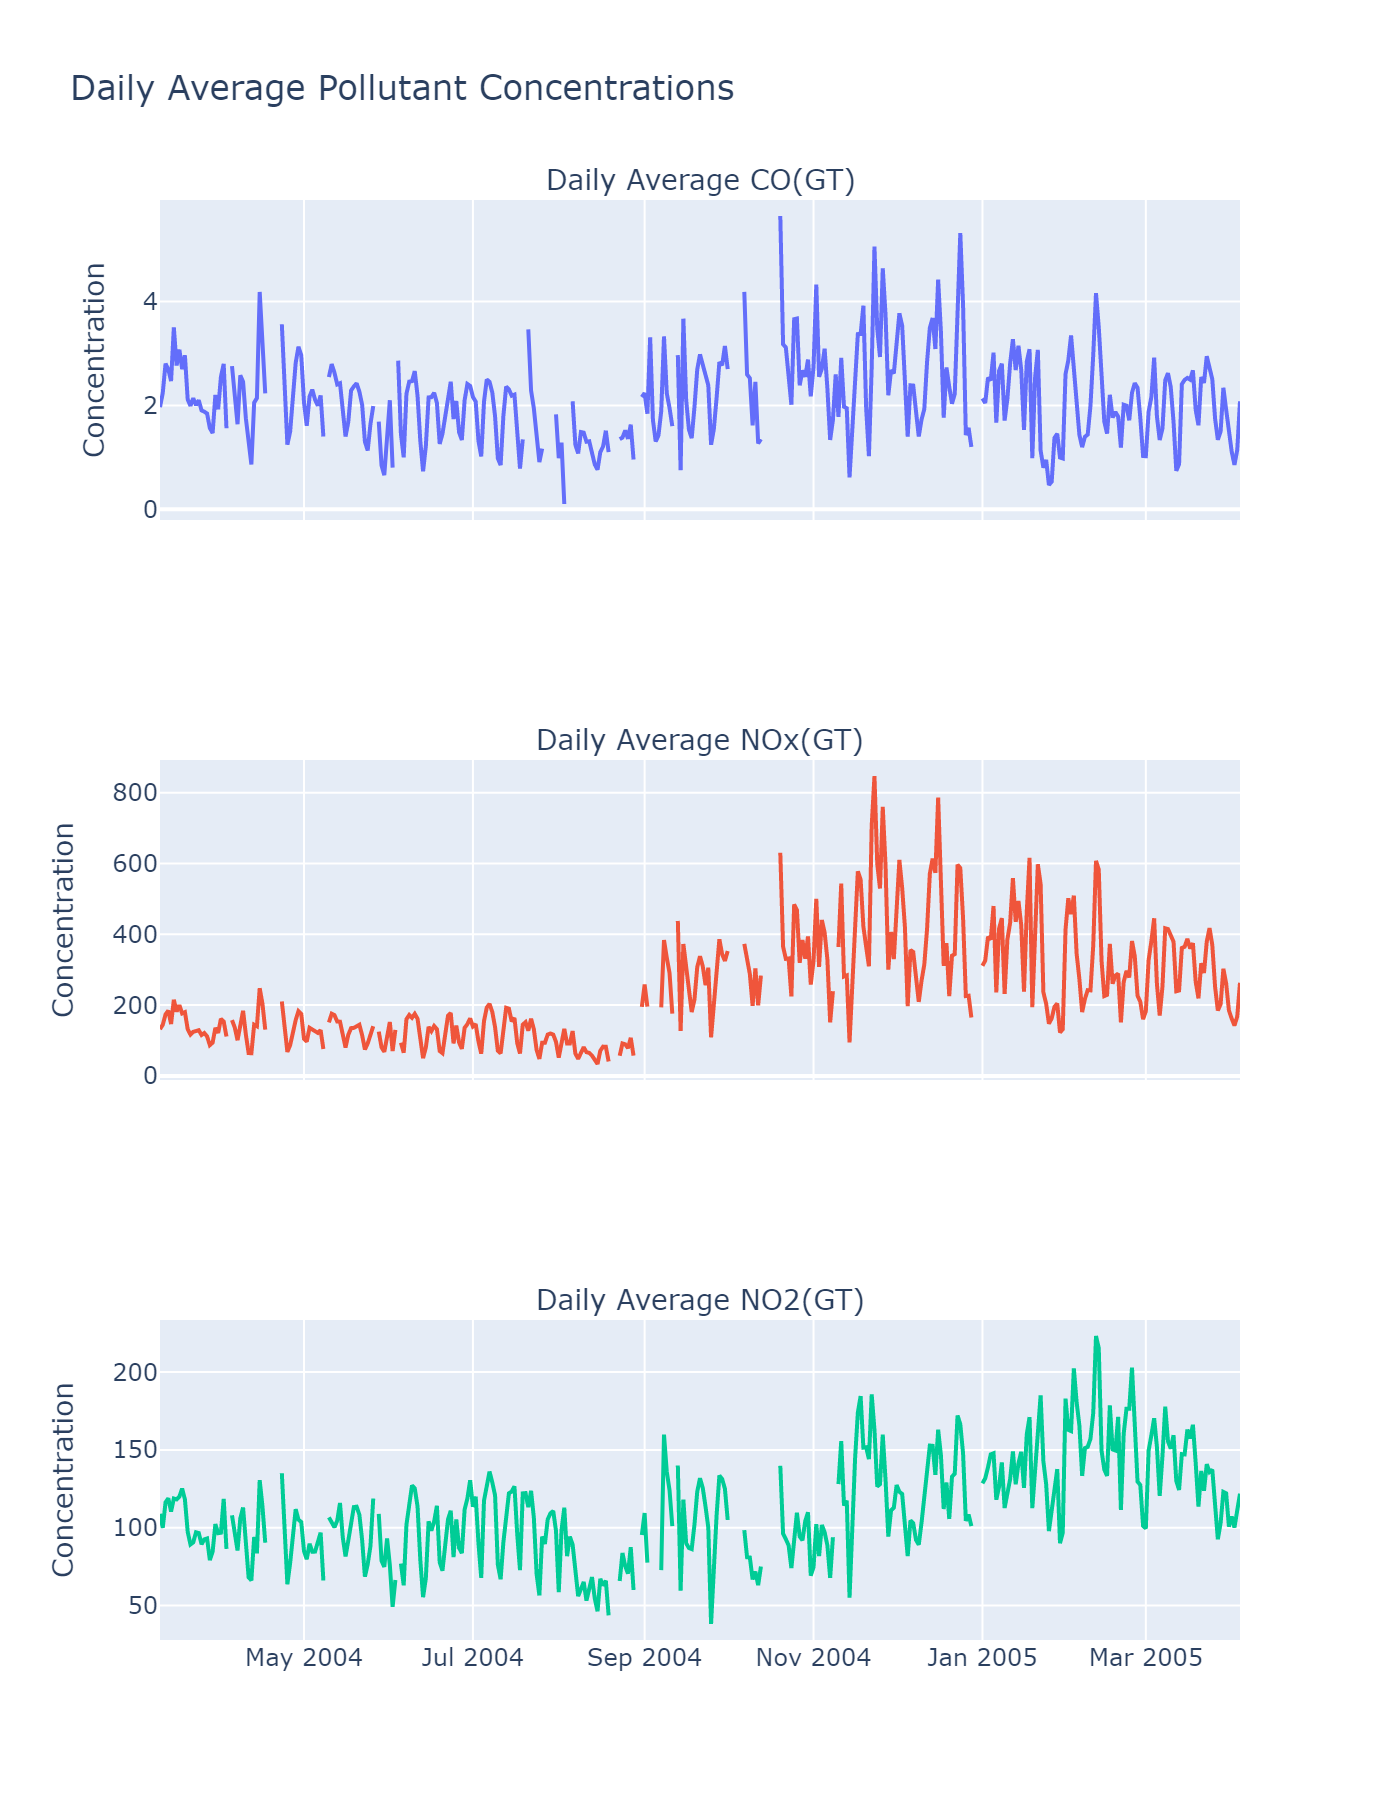 Daily Average Pollutant Concentrations
Daily Average CO(GT)
Concentration
4
2
0
Daily Average NOx(GT)
Concentration
800
600
400
200
0
Daily Average NO2(GT)
Concentration
200
150
100
50
May 2004 Jul 2004 Sep 2004 Nov 2004 Jan 2005 Mar 2005